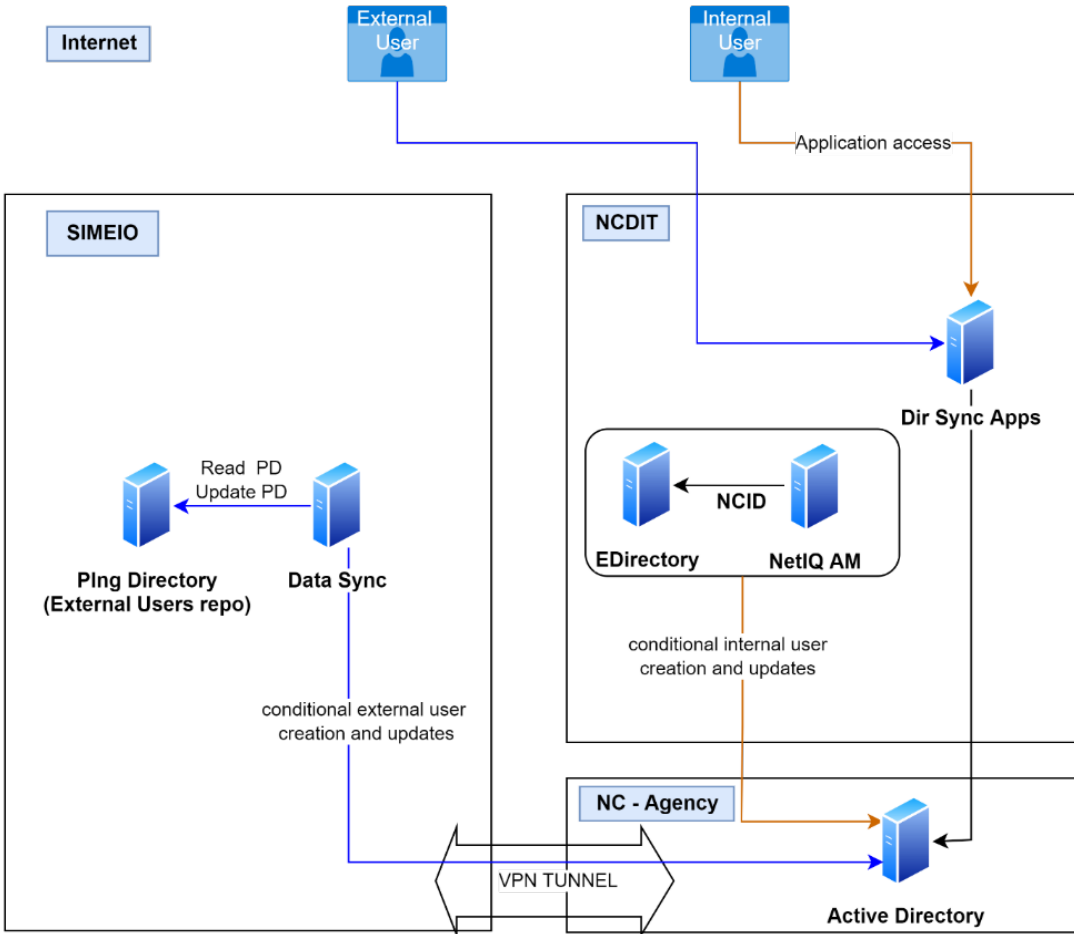 Internet
External
User
Internal
User
Application access
SIMEIO
NCDIT
Dir Sync Apps
Read PD
Update PD
NCID
EDirectory
NetIQ AM
PIng Directory
(External Users repo)
Data Sync
conditional internal user
creation and updates
conditional external user
creation and updates
NC - Agency
VPN TUNNEL
Active Directory